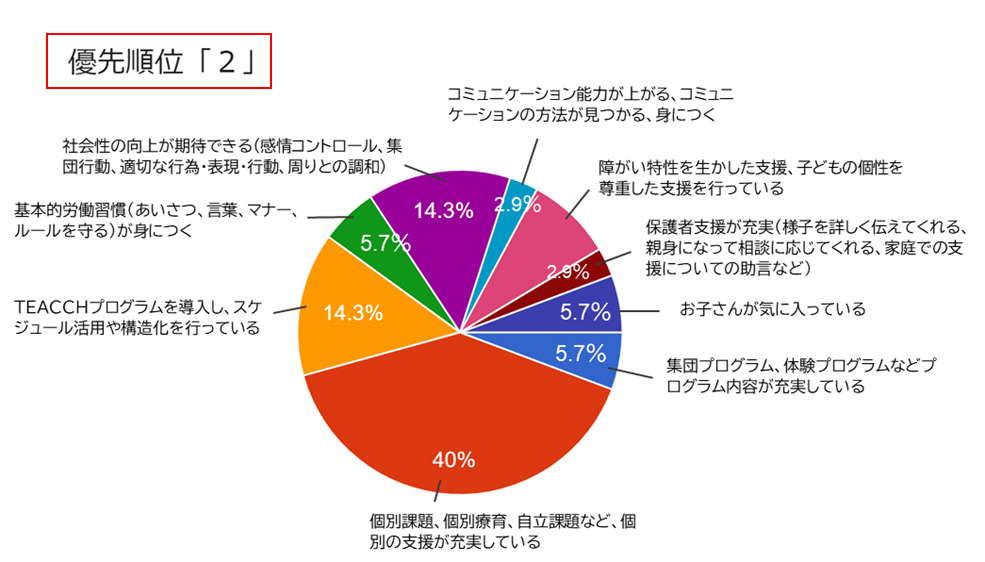 優先順位「２」
コミュニケーション能力が上がる、コミュニ
ケーションの方法が見つかる、身につく
社会性の向上が期待できる（感情コントロール、集
団行動、適切な行為・表現・行動、周りとの調和）
障がい特性を生かした支援、子どもの個性を
尊重した支援を行っている
基本的労働習慣（あいさつ、言葉、マナー、
ルールを守る）が身につく
保護者支援が充実（様子を詳しく伝えてくれる、
親身になって相談に応じてくれる、家庭での支
援についての助言など）
TEACCHプログラムを導入し、スケ
ジュール活用や構造化を行っている
お子さんが気に入っている
集団プログラム、体験プログラムなどプ
ログラム内容が充実している
14.3%
2.9%
5.7%
2.9%
14.3%
5.7%
5.7%
40%
個別課題、個別療育、自立課題など、個
別の支援が充実している